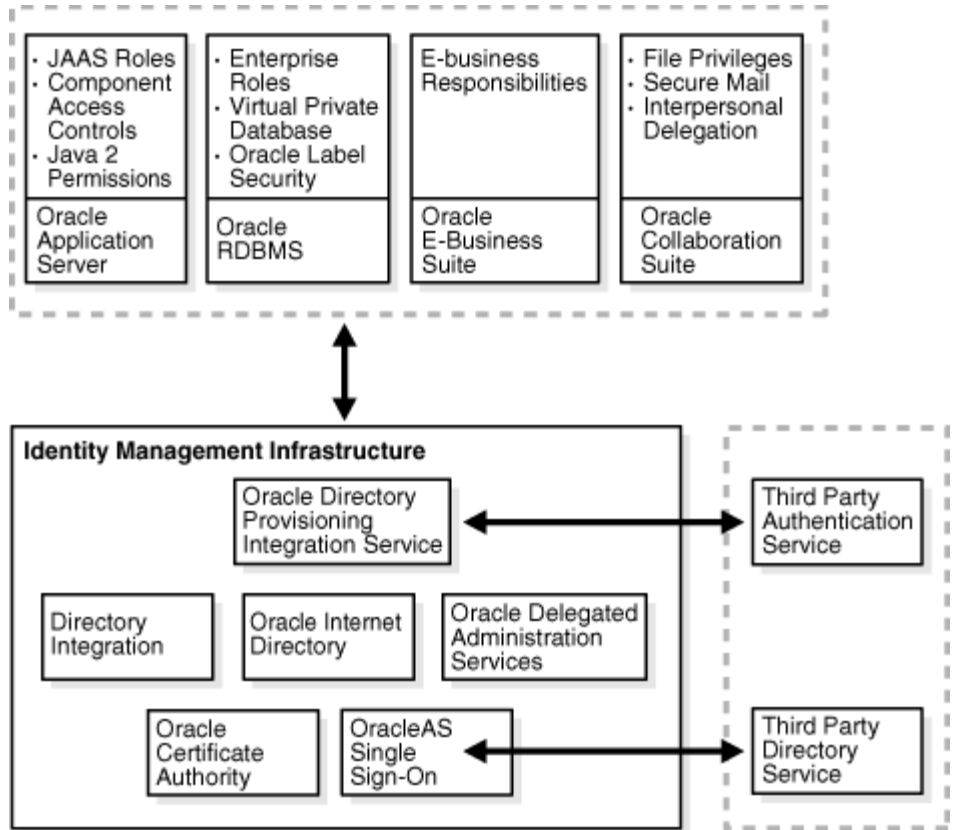 · JAAS Roles
· Component
Access
Controls
· Java 2
Permissions
Oracle
Application
Server
· Enterprise
Roles
· Virtual Private
Database
· Oracle Label
Security
Oracle
RDBMS
E-business
Responsibilities
Oracle
E-Business
Suite
· File Privileges
· Secure Mail
· Interpersonal
Delegation
Oracle
Collaboration
Suite
Identity Management Infrastructure
Oracle Directory
Provisioning
Integration Service
Third Party
Authentication
Service
Directory
Integration
Oracle Internet
Directory
Oracle Delegated
Administration
Services
Oracle
Certificate
Authority
OracleAS
Single
Sign-On
Third Party
Directory
Service